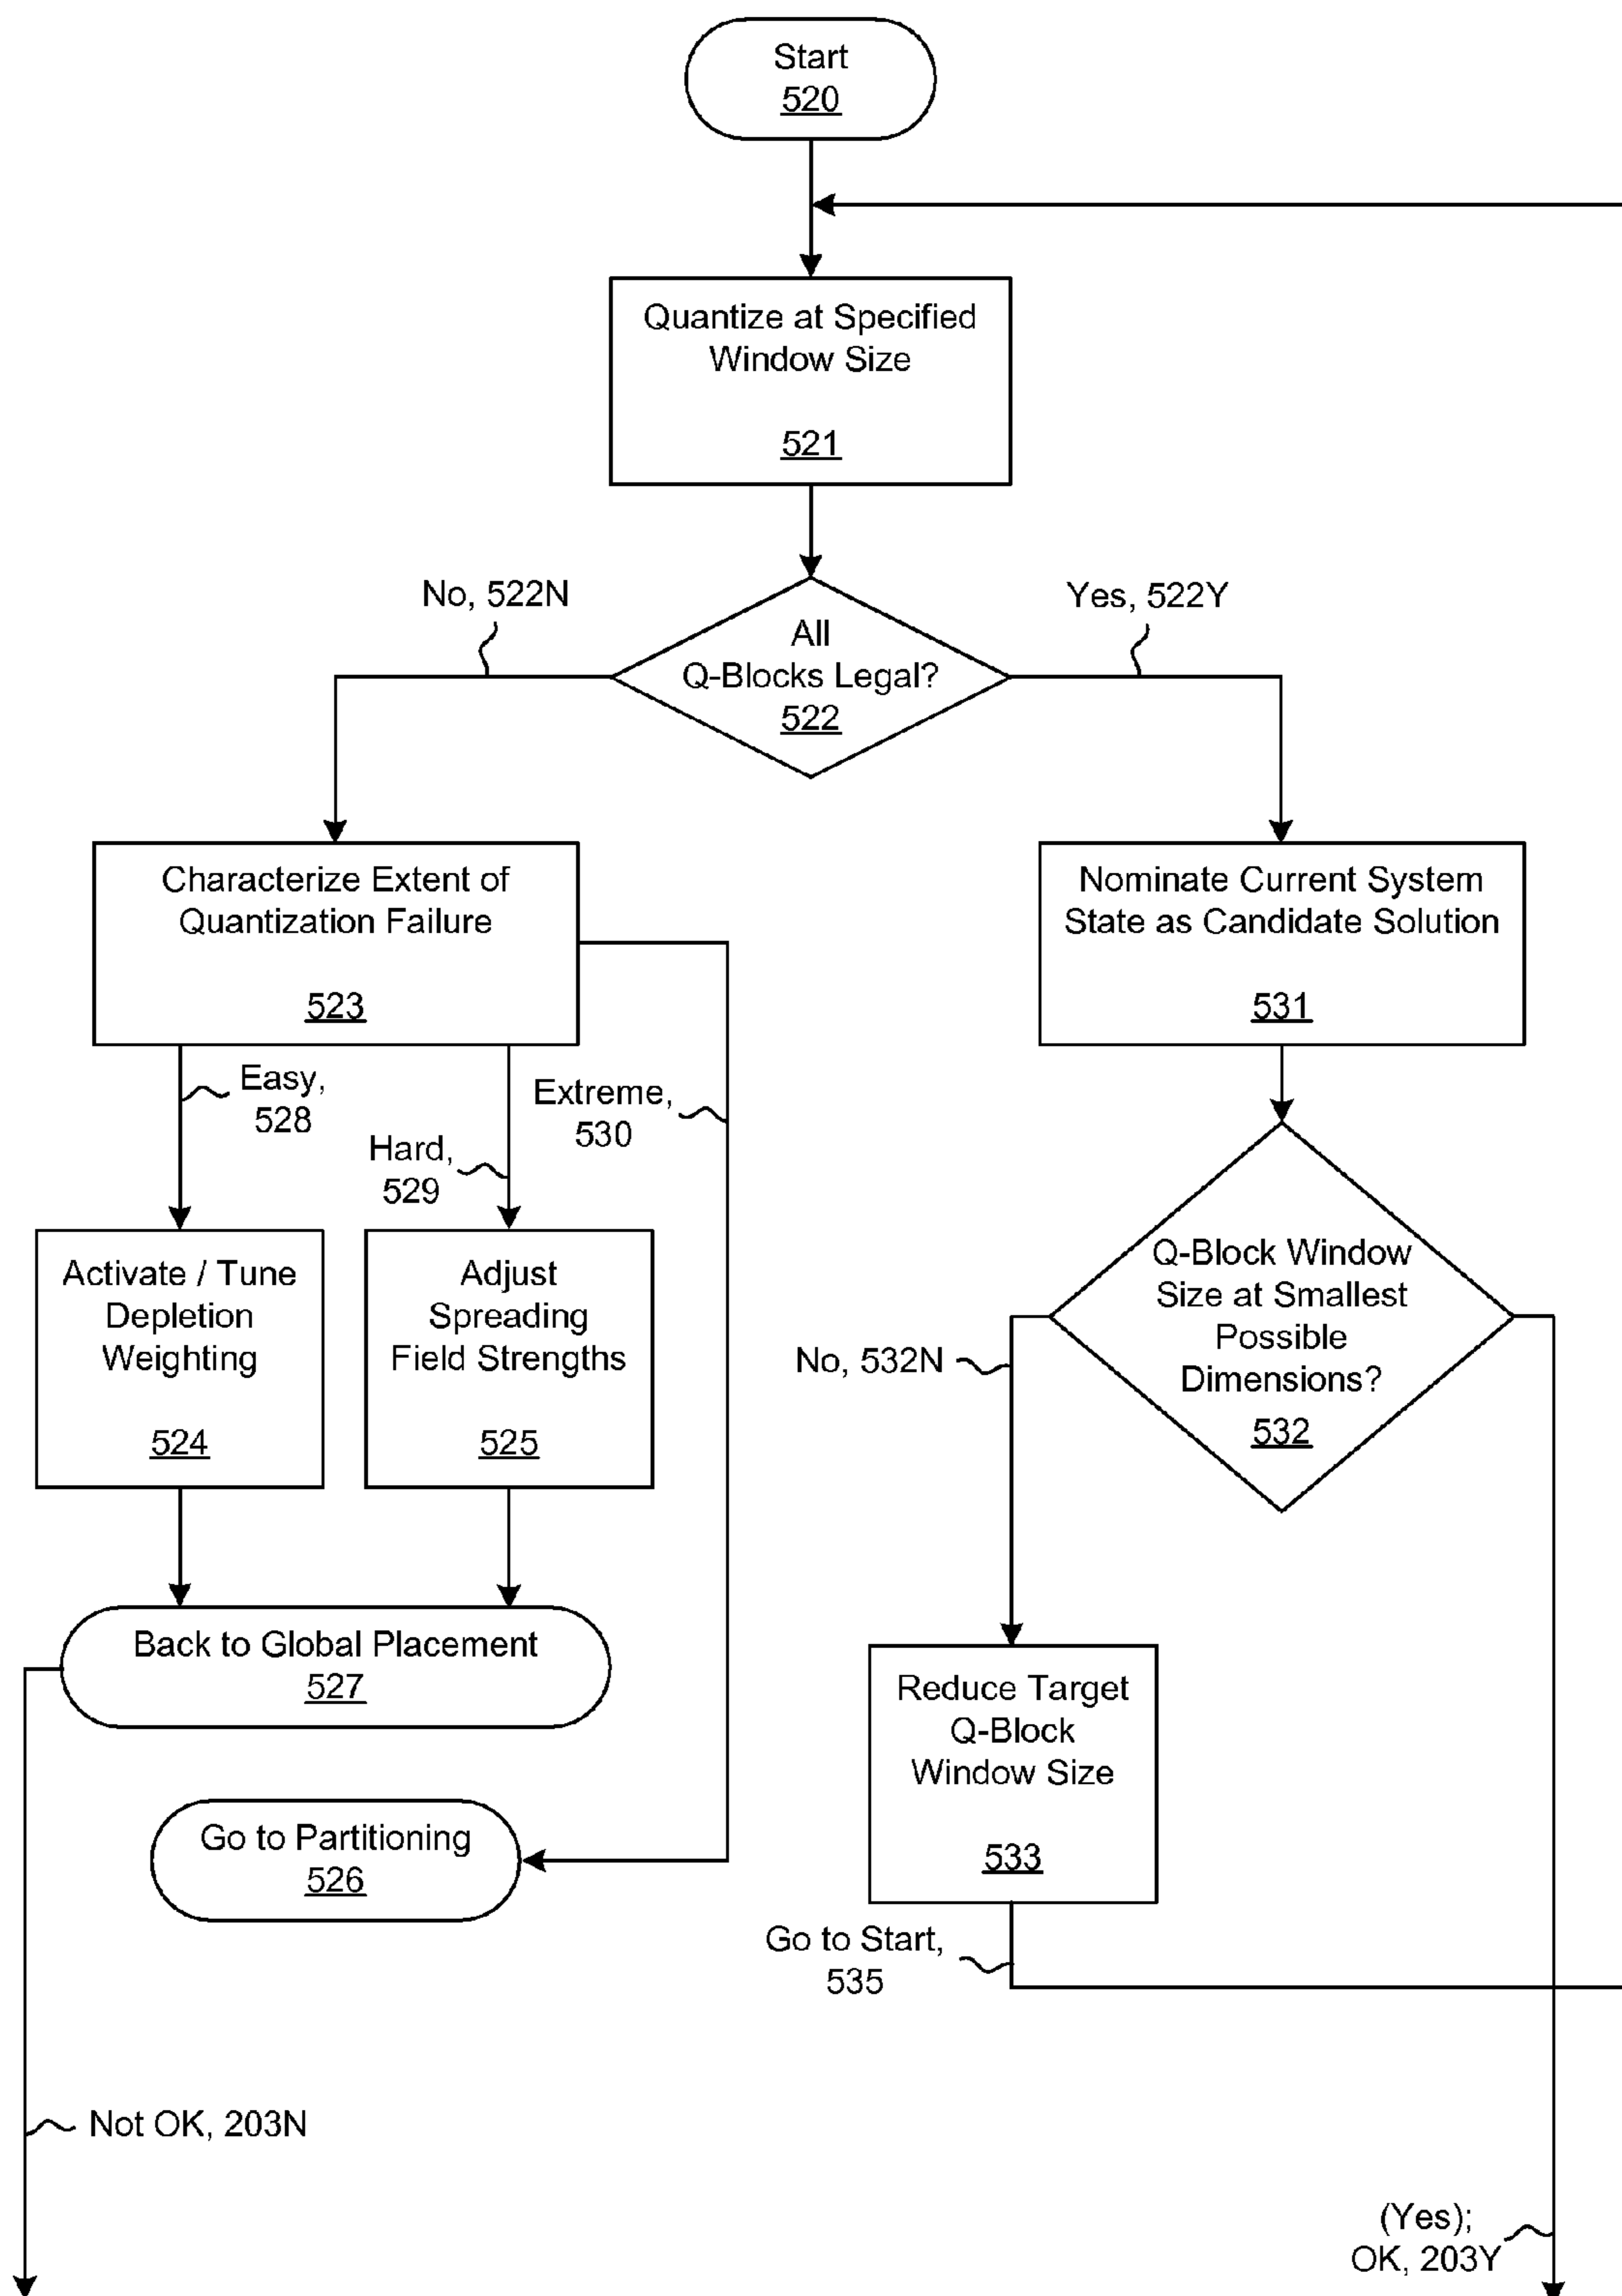 Start
520
Quantize at Specified
Window Size
521
No, 522N
Yes, 522Y
All
Q-Blocks Legal?
522
Characterize Extent of
Quantization Failure
523
Nominate Current System
State as Candidate Solution
531
Easy,
528
Hard,
529
Extreme,
530
Activate / Tune
Depletion
Weighting
524
Adjust
Spreading
Field Strengths
525
Q-Block Window
Size at Smallest
Possible
Dimensions?
532
No, 532N
Back to Global Placement
527
Reduce Target
Q-Block
Window Size
533
Go to Partitioning
526
Go to Start,
535
Not OK, 203N
(Yes);
OK, 203Y